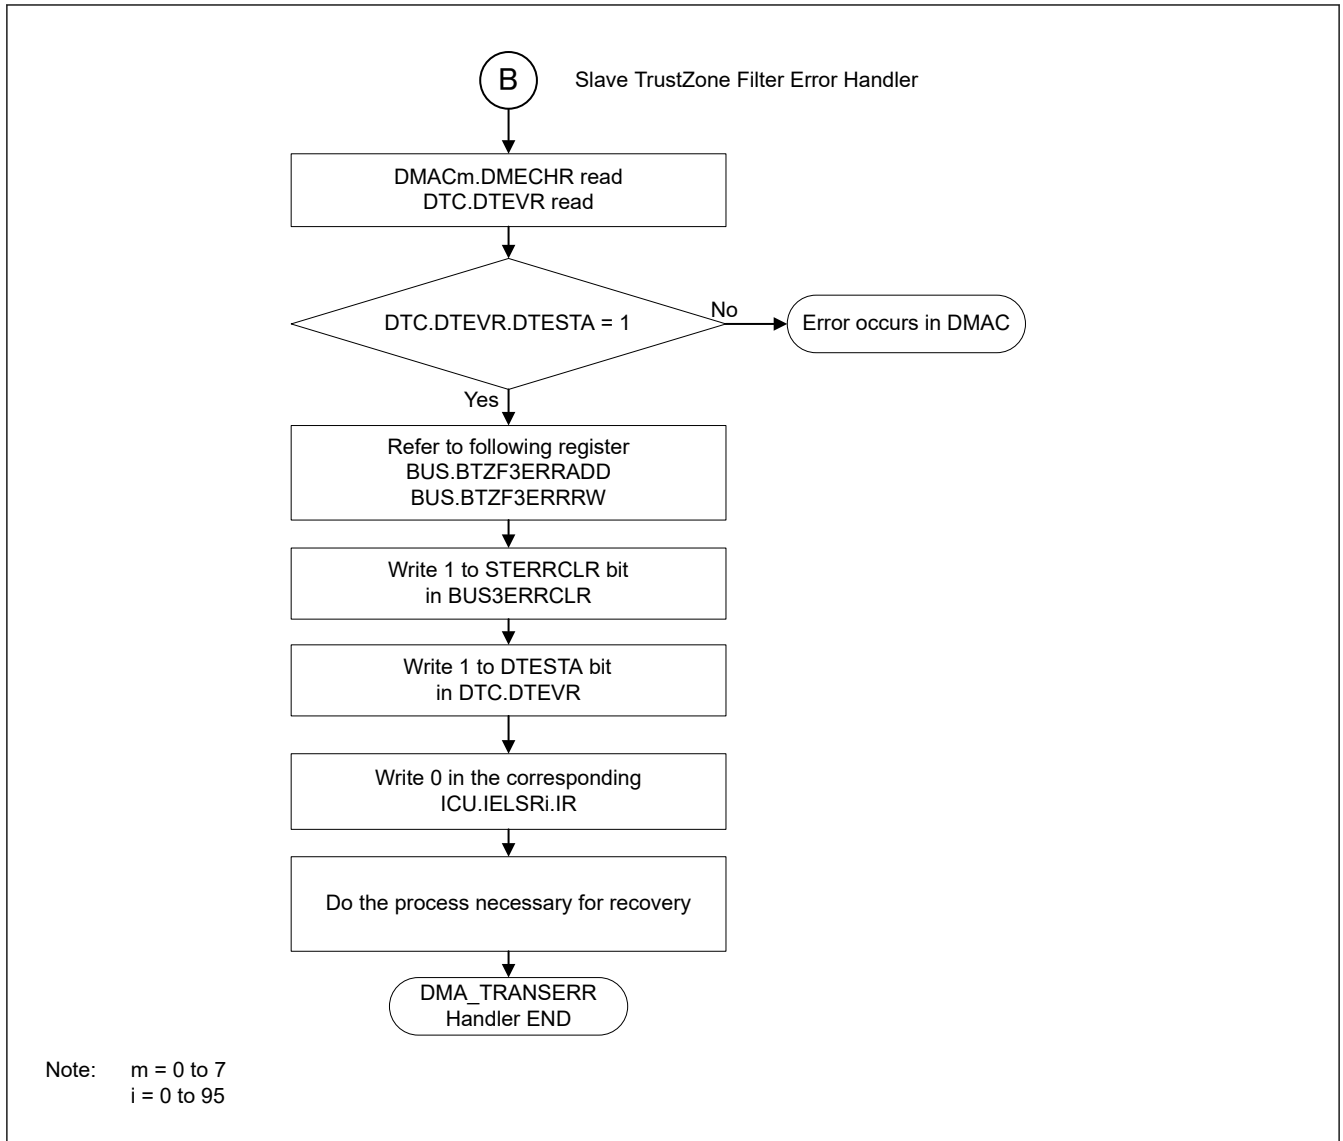 B
Slave TrustZone Filter Error Handler
DMACm.DMECHR read
DTC.DTEVR read
DTC.DTEVR.DTESTA = 1
No
Error occurs in DMAC
Yes
Refer to following register
BUS.BTZF3ERRADD
BUS.BTZF3ERRRW
Write 1 to STERRCLR bit
in BUS3ERRCLR
Write 1 to DTESTA bit
in DTC.DTEVR
Write 0 in the corresponding
ICU.IELSRi.IR
Do the process necessary for recovery
DMA_TRANSERR
Handler END
Note: m = 0 to 7
i = 0 to 95